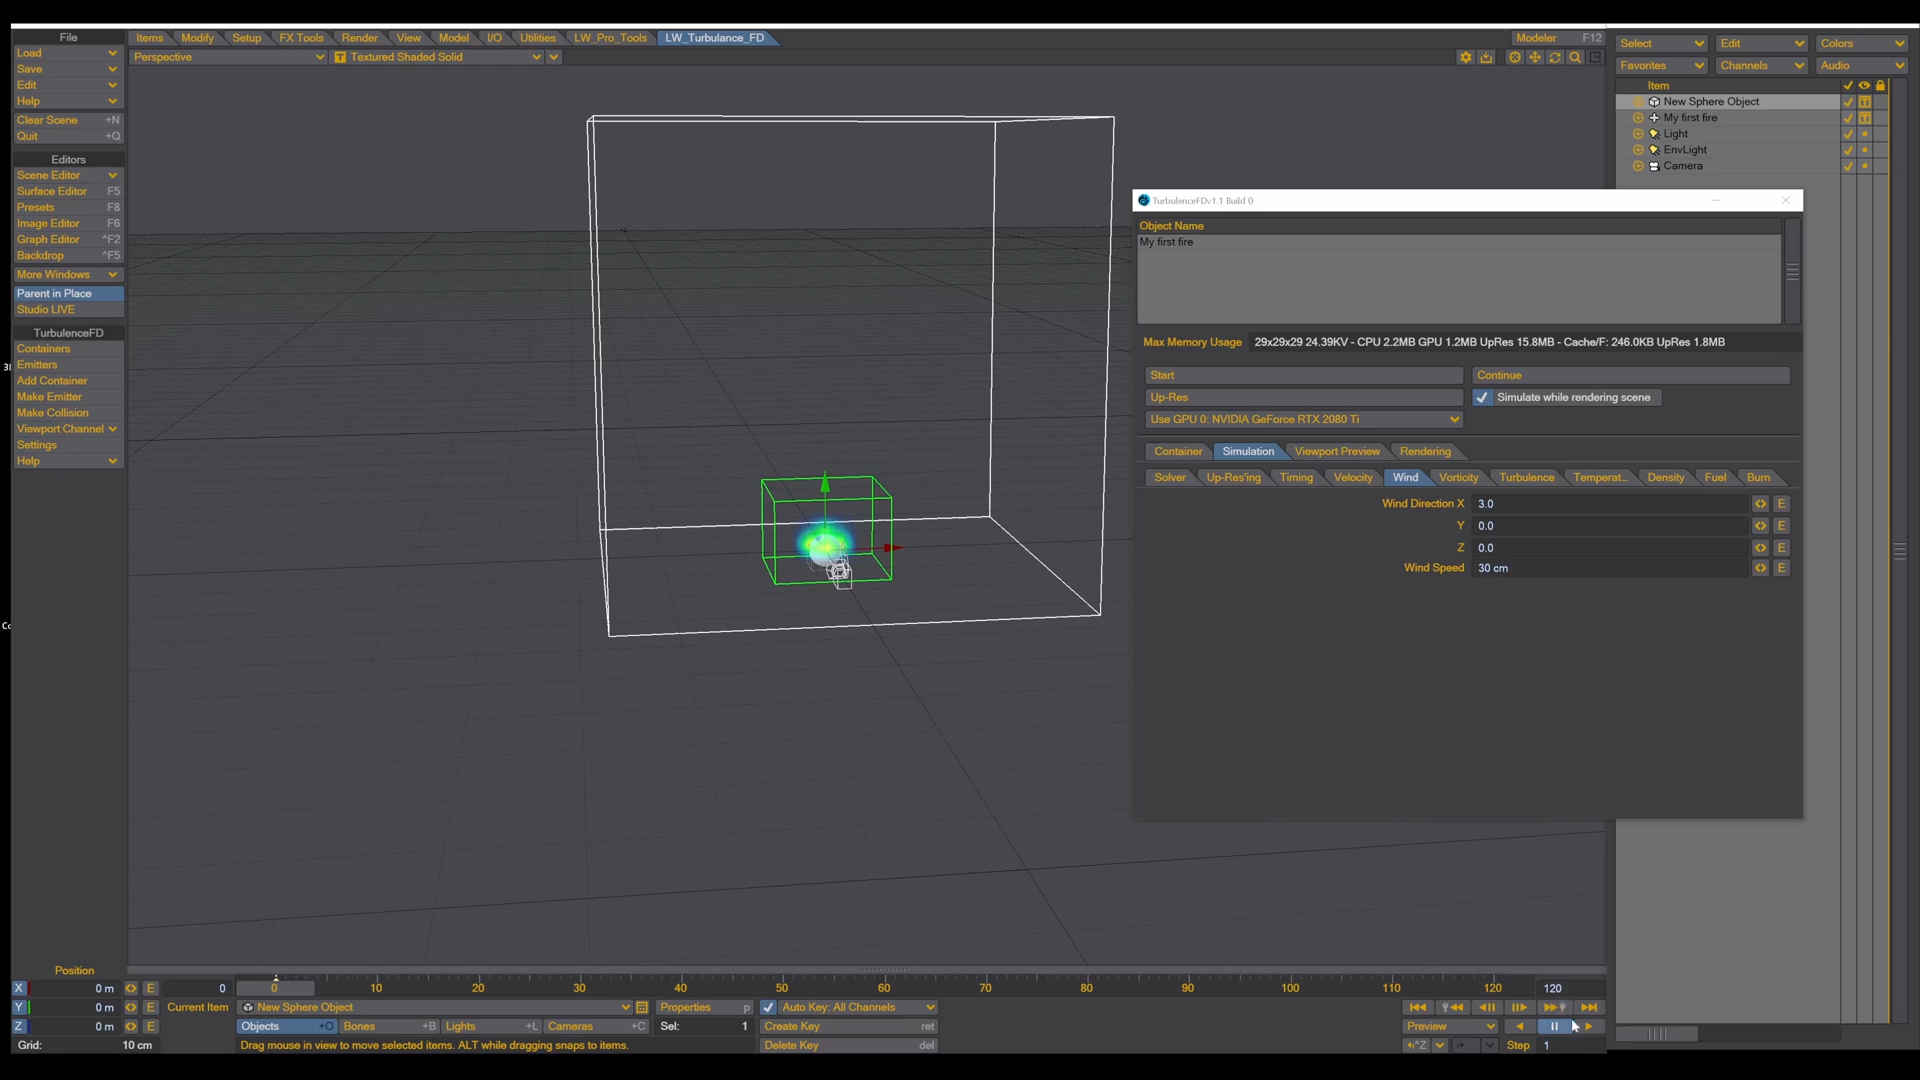 File
Items Modify Setup FX Tools Render View Model I/O Utilities LW_Pro_Tools LW_Turbulance_FD Modeler F12
Load
Save
Edit
Help
Clear Scene +N
Quit +Q
Editors
Scene Editor
Surface Editor F5
Presets F8
Image Editor F6
Graph Editor ^F2
Backdrop ^F5
More Windows
Parent in Place
Studio LIVE
TurbulenceFD
Containers
Emitters
Add Container
Make Emitter
Make Collision
Viewport Channel
Settings
Help
Perspective T Textured Shaded Solid
Select Edit Colors
Favorites Channels Audio
Item
New Sphere Object T
My first fire T
Light
EnvLight
Camera
TurbulenceFDv1.1 Build 0
Object Name
My first fire
Max Memory Usage 29x29x29 24.39KV - CPU 2.2MB GPU 1.2MB UpRes 15.8MB - Cache/F: 246.0KB UpRes 1.8MB
Start Continue
Up-Res Simulate while rendering scene
Use GPU 0: NVIDIA GeForce RTX 2080 Ti
Container Simulation Viewport Preview Rendering
Solver Up-Res'ing Timing Velocity Wind Vorticity Turbulence Temperat... Density Fuel Burn
Wind Direction X 3.0 E
Y 0.0 E
Z 0.0 E
Wind Speed 30 cm E
Position
X 0 m E 0 0 10 20 30 40 50 60 70 80 90 100 110 120 120
Y 0 m E Current Item New Sphere Object Properties p Auto Key: All Channels
Z 0 m E Objects +O Bones +B Lights +L Cameras +C Sel: 1 Create Key ret Preview
Grid: 10 cm Drag mouse in view to move selected items. ALT while dragging snaps to items. Delete Key del ^Z Step 1